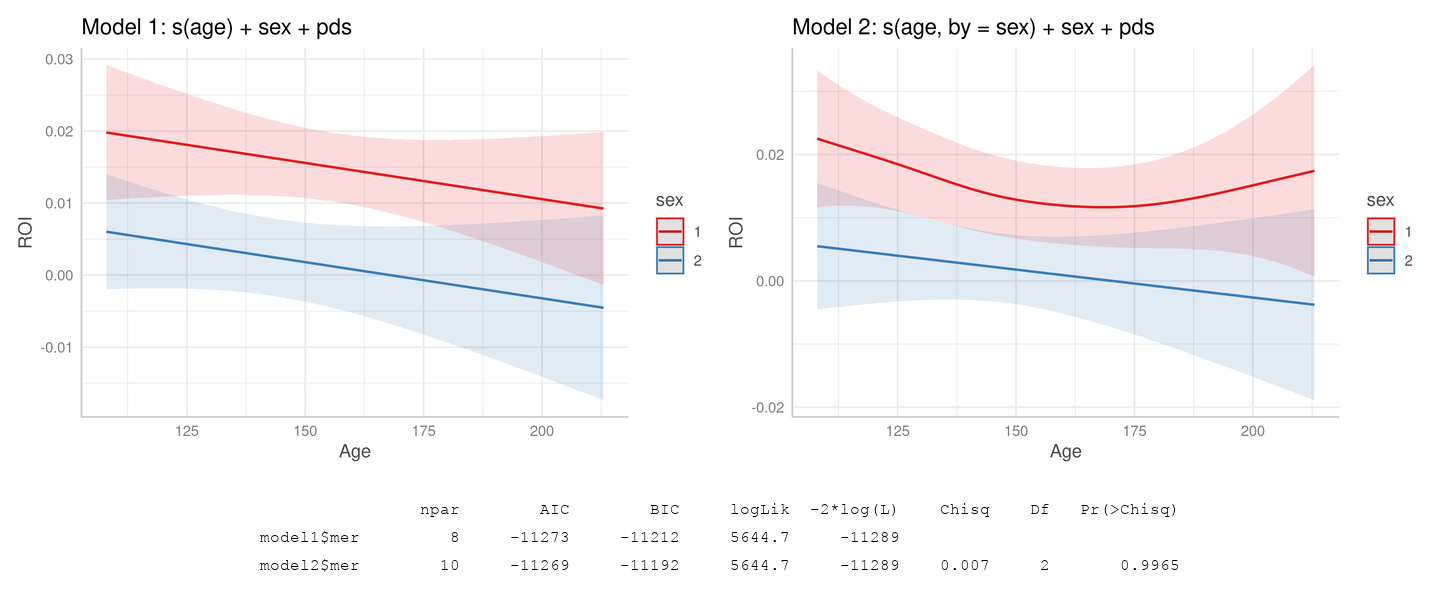 Model 1: s(age) + sex + pds
0.03
0.02
0.01
0.00
-0.01
ROI
125 150 175 200
Age
sex
1
2
Model 2: s(age, by = sex) + sex + pds
0.02
0.00
-0.02
ROI
125 150 175 200
Age
sex
1
2
npar AIC BIC logLik -2*log(L) Chisq Df Pr(>Chisq)
model1$mer 8 -11273 -11212 5644.7 -11289
model2$mer 10 -11269 -11192 5644.7 -11289 0.007 2 0.9965